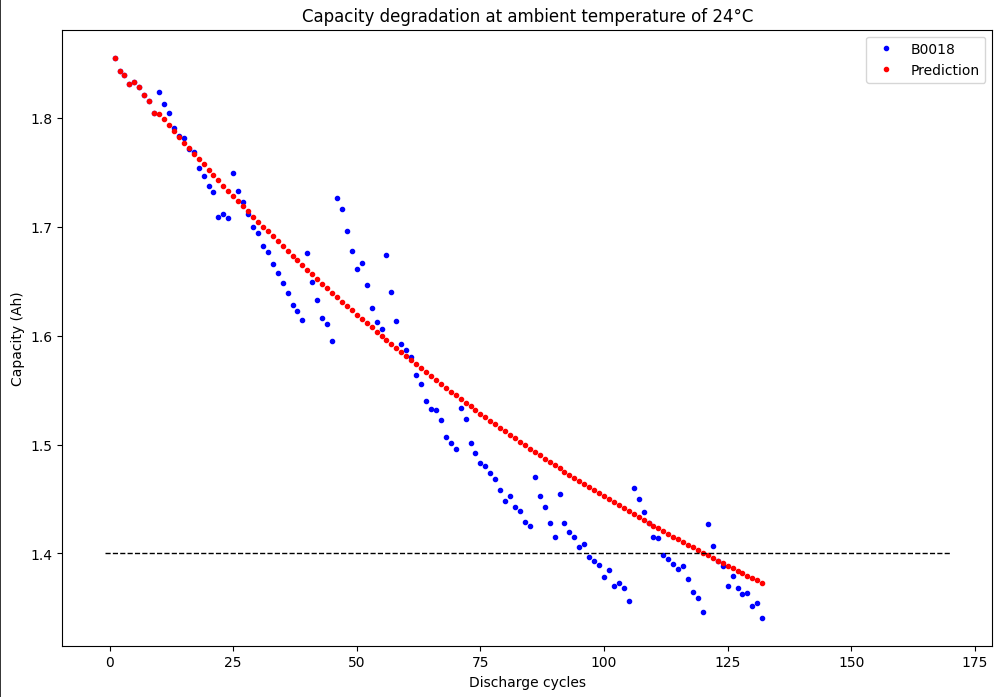 Capacity degradation at ambient temperature of 24°C
B0018
Prediction
Capacity (Ah)
1.8
1.7
1.6
1.5
1.4
0 25 50 75 100 125 150 175
Discharge cycles